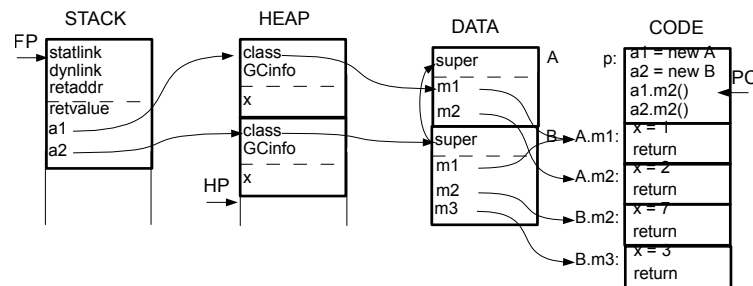 STACK
HEAP
DATA
CODE
FP
statlink
dynlink
retaddr
retvalue
a1
a2
class
GCinfo
x
class
GCinfo
x
HP
super
A
m1
m2
super
B
m1
m2
m3
p:
a1 = new A
a2 = new B
a1.m2()
PC
a2.m2()
A.m1:
x = 1
return
A.m2:
x = 2
return
B.m2:
x = 7
return
B.m3:
x = 3
return